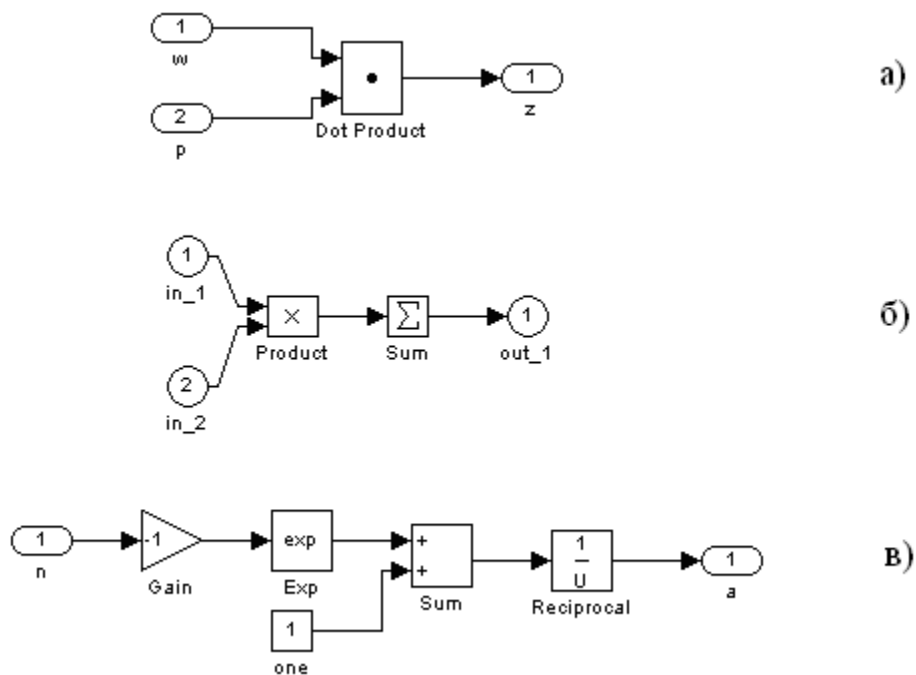 1
w
2
p
Dot Product
1
z
а)
1
in_1
2
in_2
×
Product
Σ
Sum
1
out_1
б)
1
n
-1
Gain
exp
Exp
1
one
+
+
Sum
1
u
Reciprocal
1
a
в)